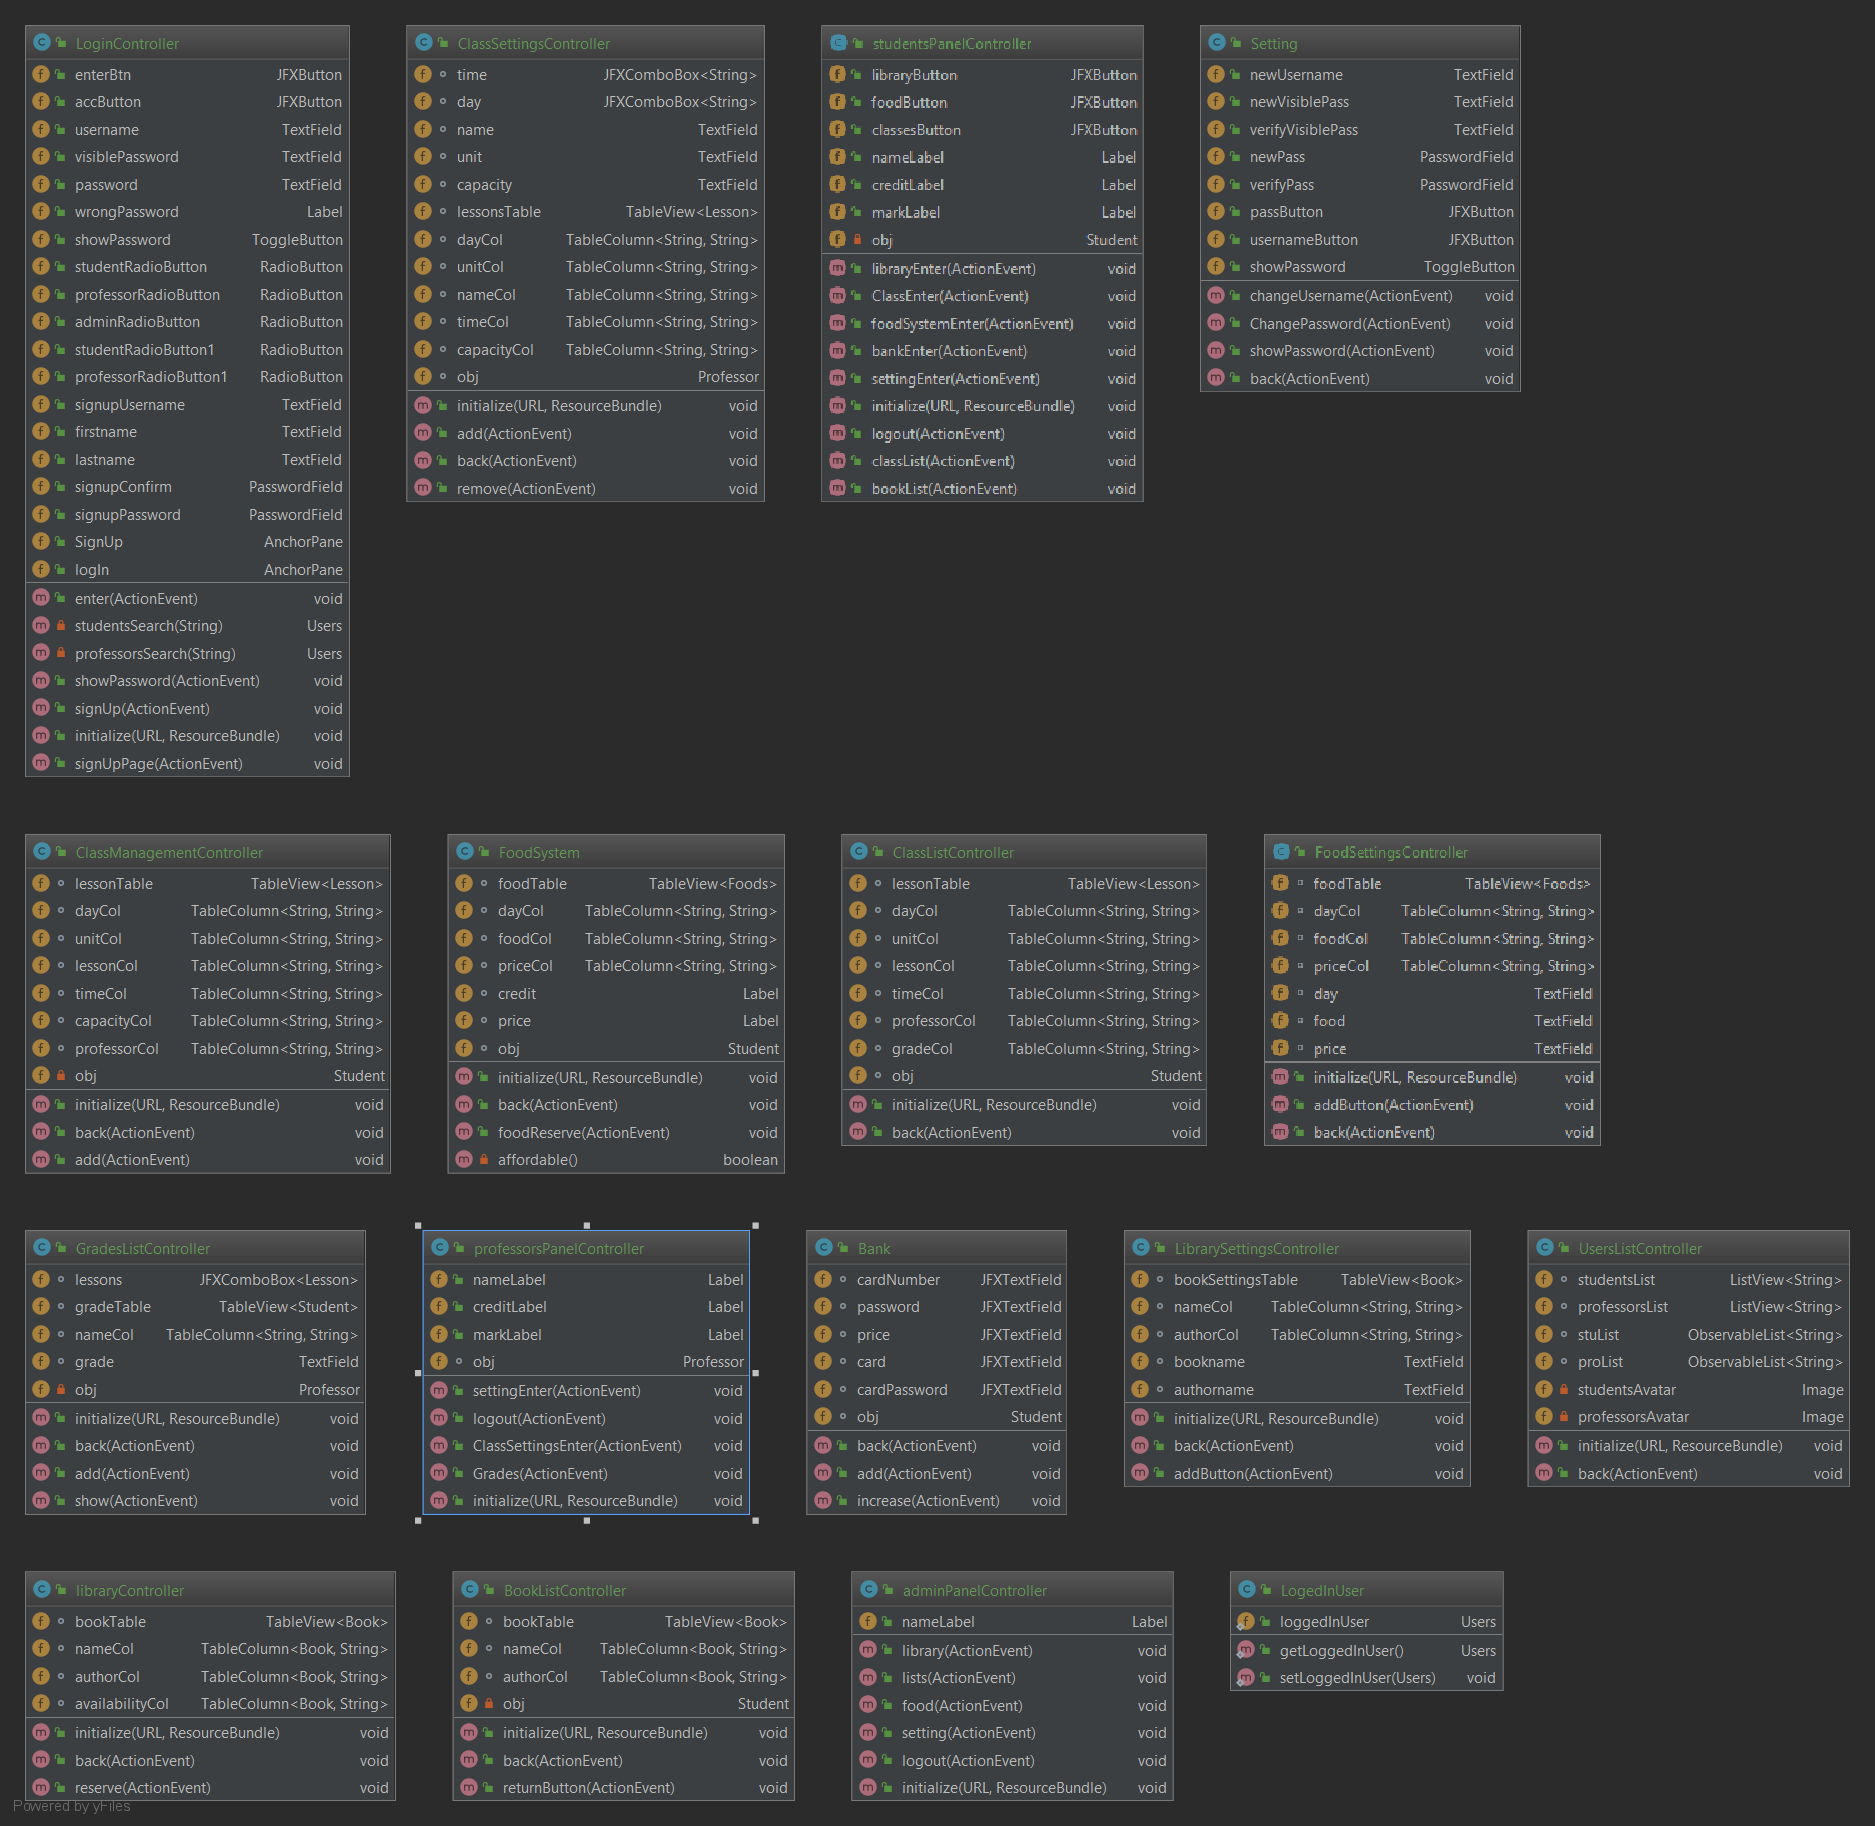 LoginController
enterBtn JFXButton
accButton JFXButton
username TextField
visiblePassword TextField
password TextField
wrongPassword Label
showPassword ToggleButton
studentRadioButton RadioButton
professorRadioButton RadioButton
adminRadioButton RadioButton
studentRadioButton1 RadioButton
professorRadioButton1 RadioButton
signupUsername TextField
firstname TextField
lastname TextField
signupConfirm PasswordField
signupPassword PasswordField
SignUp AnchorPane
logIn AnchorPane
enter(ActionEvent) void
studentsSearch(String) Users
professorsSearch(String) Users
showPassword(ActionEvent) void
signUp(ActionEvent) void
initialize(URL, ResourceBundle) void
signUpPage(ActionEvent) void
ClassSettingsController
time JFXComboBox<String>
day JFXComboBox<String>
name TextField
unit TextField
capacity TextField
lessonsTable TableView<Lesson>
dayCol TableColumn<String, String>
unitCol TableColumn<String, String>
nameCol TableColumn<String, String>
timeCol TableColumn<String, String>
capacityCol TableColumn<String, String>
obj Professor
initialize(URL, ResourceBundle) void
add(ActionEvent) void
back(ActionEvent) void
remove(ActionEvent) void
studentsPanelController
libraryButton JFXButton
foodButton JFXButton
classesButton JFXButton
nameLabel Label
creditLabel Label
markLabel Label
obj Student
libraryEnter(ActionEvent) void
ClassEnter(ActionEvent) void
foodSystemEnter(ActionEvent) void
bankEnter(ActionEvent) void
settingEnter(ActionEvent) void
initialize(URL, ResourceBundle) void
logout(ActionEvent) void
classList(ActionEvent) void
bookList(ActionEvent) void
Setting
newUsername TextField
newVisiblePass TextField
verifyVisiblePass TextField
newPass PasswordField
verifyPass PasswordField
passButton JFXButton
usernameButton JFXButton
showPassword ToggleButton
changeUsername(ActionEvent) void
ChangePassword(ActionEvent) void
showPassword(ActionEvent) void
back(ActionEvent) void
ClassManagementController
lessonTable TableView<Lesson>
dayCol TableColumn<String, String>
unitCol TableColumn<String, String>
lessonCol TableColumn<String, String>
timeCol TableColumn<String, String>
capacityCol TableColumn<String, String>
professorCol TableColumn<String, String>
obj Student
initialize(URL, ResourceBundle) void
back(ActionEvent) void
add(ActionEvent) void
FoodSystem
foodTable TableView<Foods>
dayCol TableColumn<String, String>
foodCol TableColumn<String, String>
priceCol TableColumn<String, String>
credit Label
price Label
obj Student
initialize(URL, ResourceBundle) void
back(ActionEvent) void
foodReserve(ActionEvent) void
affordable() boolean
ClassListController
lessonTable TableView<Lesson>
dayCol TableColumn<String, String>
unitCol TableColumn<String, String>
lessonCol TableColumn<String, String>
timeCol TableColumn<String, String>
professorCol TableColumn<String, String>
gradeCol TableColumn<String, String>
obj Student
initialize(URL, ResourceBundle) void
back(ActionEvent) void
FoodSettingsController
foodTable TableView<Foods>
dayCol TableColumn<String, String>
foodCol TableColumn<String, String>
priceCol TableColumn<String, String>
day TextField
food TextField
price TextField
initialize(URL, ResourceBundle) void
addButton(ActionEvent) void
back(ActionEvent) void
GradesListController
lessons JFXComboBox<Lesson>
gradeTable TableView<Student>
nameCol TableColumn<String, String>
grade TextField
obj Professor
initialize(URL, ResourceBundle) void
back(ActionEvent) void
add(ActionEvent) void
show(ActionEvent) void
professorsPanelController
nameLabel Label
creditLabel Label
markLabel Label
obj Professor
settingEnter(ActionEvent) void
logout(ActionEvent) void
ClassSettingsEnter(ActionEvent) void
Grades(ActionEvent) void
initialize(URL, ResourceBundle) void
Bank
cardNumber JFXTextField
password JFXTextField
price JFXTextField
card JFXTextField
cardPassword JFXTextField
obj Student
back(ActionEvent) void
add(ActionEvent) void
increase(ActionEvent) void
LibrarySettingsController
bookSettingsTable TableView<Book>
nameCol TableColumn<String, String>
authorCol TableColumn<String, String>
bookname TextField
authorname TextField
initialize(URL, ResourceBundle) void
back(ActionEvent) void
addButton(ActionEvent) void
UsersListController
studentsList ListView<String>
professorsList ListView<String>
stuList ObservableList<String>
proList ObservableList<String>
studentsAvatar Image
professorsAvatar Image
initialize(URL, ResourceBundle) void
back(ActionEvent) void
libraryController
bookTable TableView<Book>
nameCol TableColumn<Book, String>
authorCol TableColumn<Book, String>
availabilityCol TableColumn<Book, String>
initialize(URL, ResourceBundle) void
back(ActionEvent) void
reserve(ActionEvent) void
BookListController
bookTable TableView<Book>
nameCol TableColumn<Book, String>
authorCol TableColumn<Book, String>
obj Student
initialize(URL, ResourceBundle) void
back(ActionEvent) void
returnButton(ActionEvent) void
adminPanelController
nameLabel Label
library(ActionEvent) void
lists(ActionEvent) void
food(ActionEvent) void
setting(ActionEvent) void
logout(ActionEvent) void
initialize(URL, ResourceBundle) void
LogedInUser
loggedInUser Users
getLoggedInUser() Users
setLoggedInUser(Users) void
Powered by yFiles